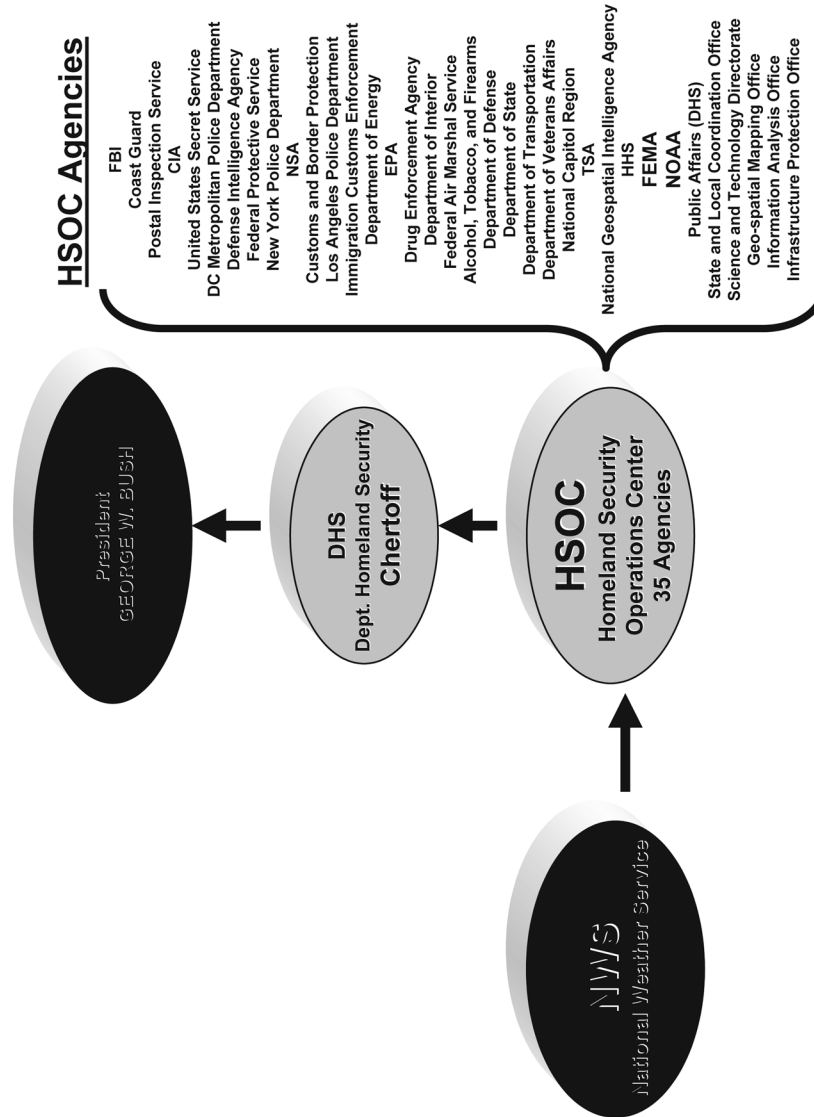 President
GEORGE W. BUSH
DHS
Dept. Homeland Security
Chertoff
NWS
National Weather Service
HSOC
Homeland Security
Operations Center
35 Agencies
HSOC Agencies
FBI
Coast Guard
Postal Inspection Service
CIA
United States Secret Service
DC Metropolitan Police Department
Defense Intelligence Agency
Federal Protective Service
New York Police Department
NSA
Customs and Border Protection
Los Angeles Police Department
Immigration Customs Enforcement
Department of Energy
EPA
Drug Enforcement Agency
Department of Interior
Federal Air Marshal Service
Alcohol, Tobacco, and Firearms
Department of Defense
Department of State
Department of Transportation
Department of Veterans Affairs
National Capitol Region
TSA
National Geospatial Intelligence Agency
HHS
FEMA
NOAA
Public Affairs (DHS)
State and Local Coordination Office
Science and Technology Directorate
Geo-spatial Mapping Office
Information Analysis Office
Infrastructure Protection Office